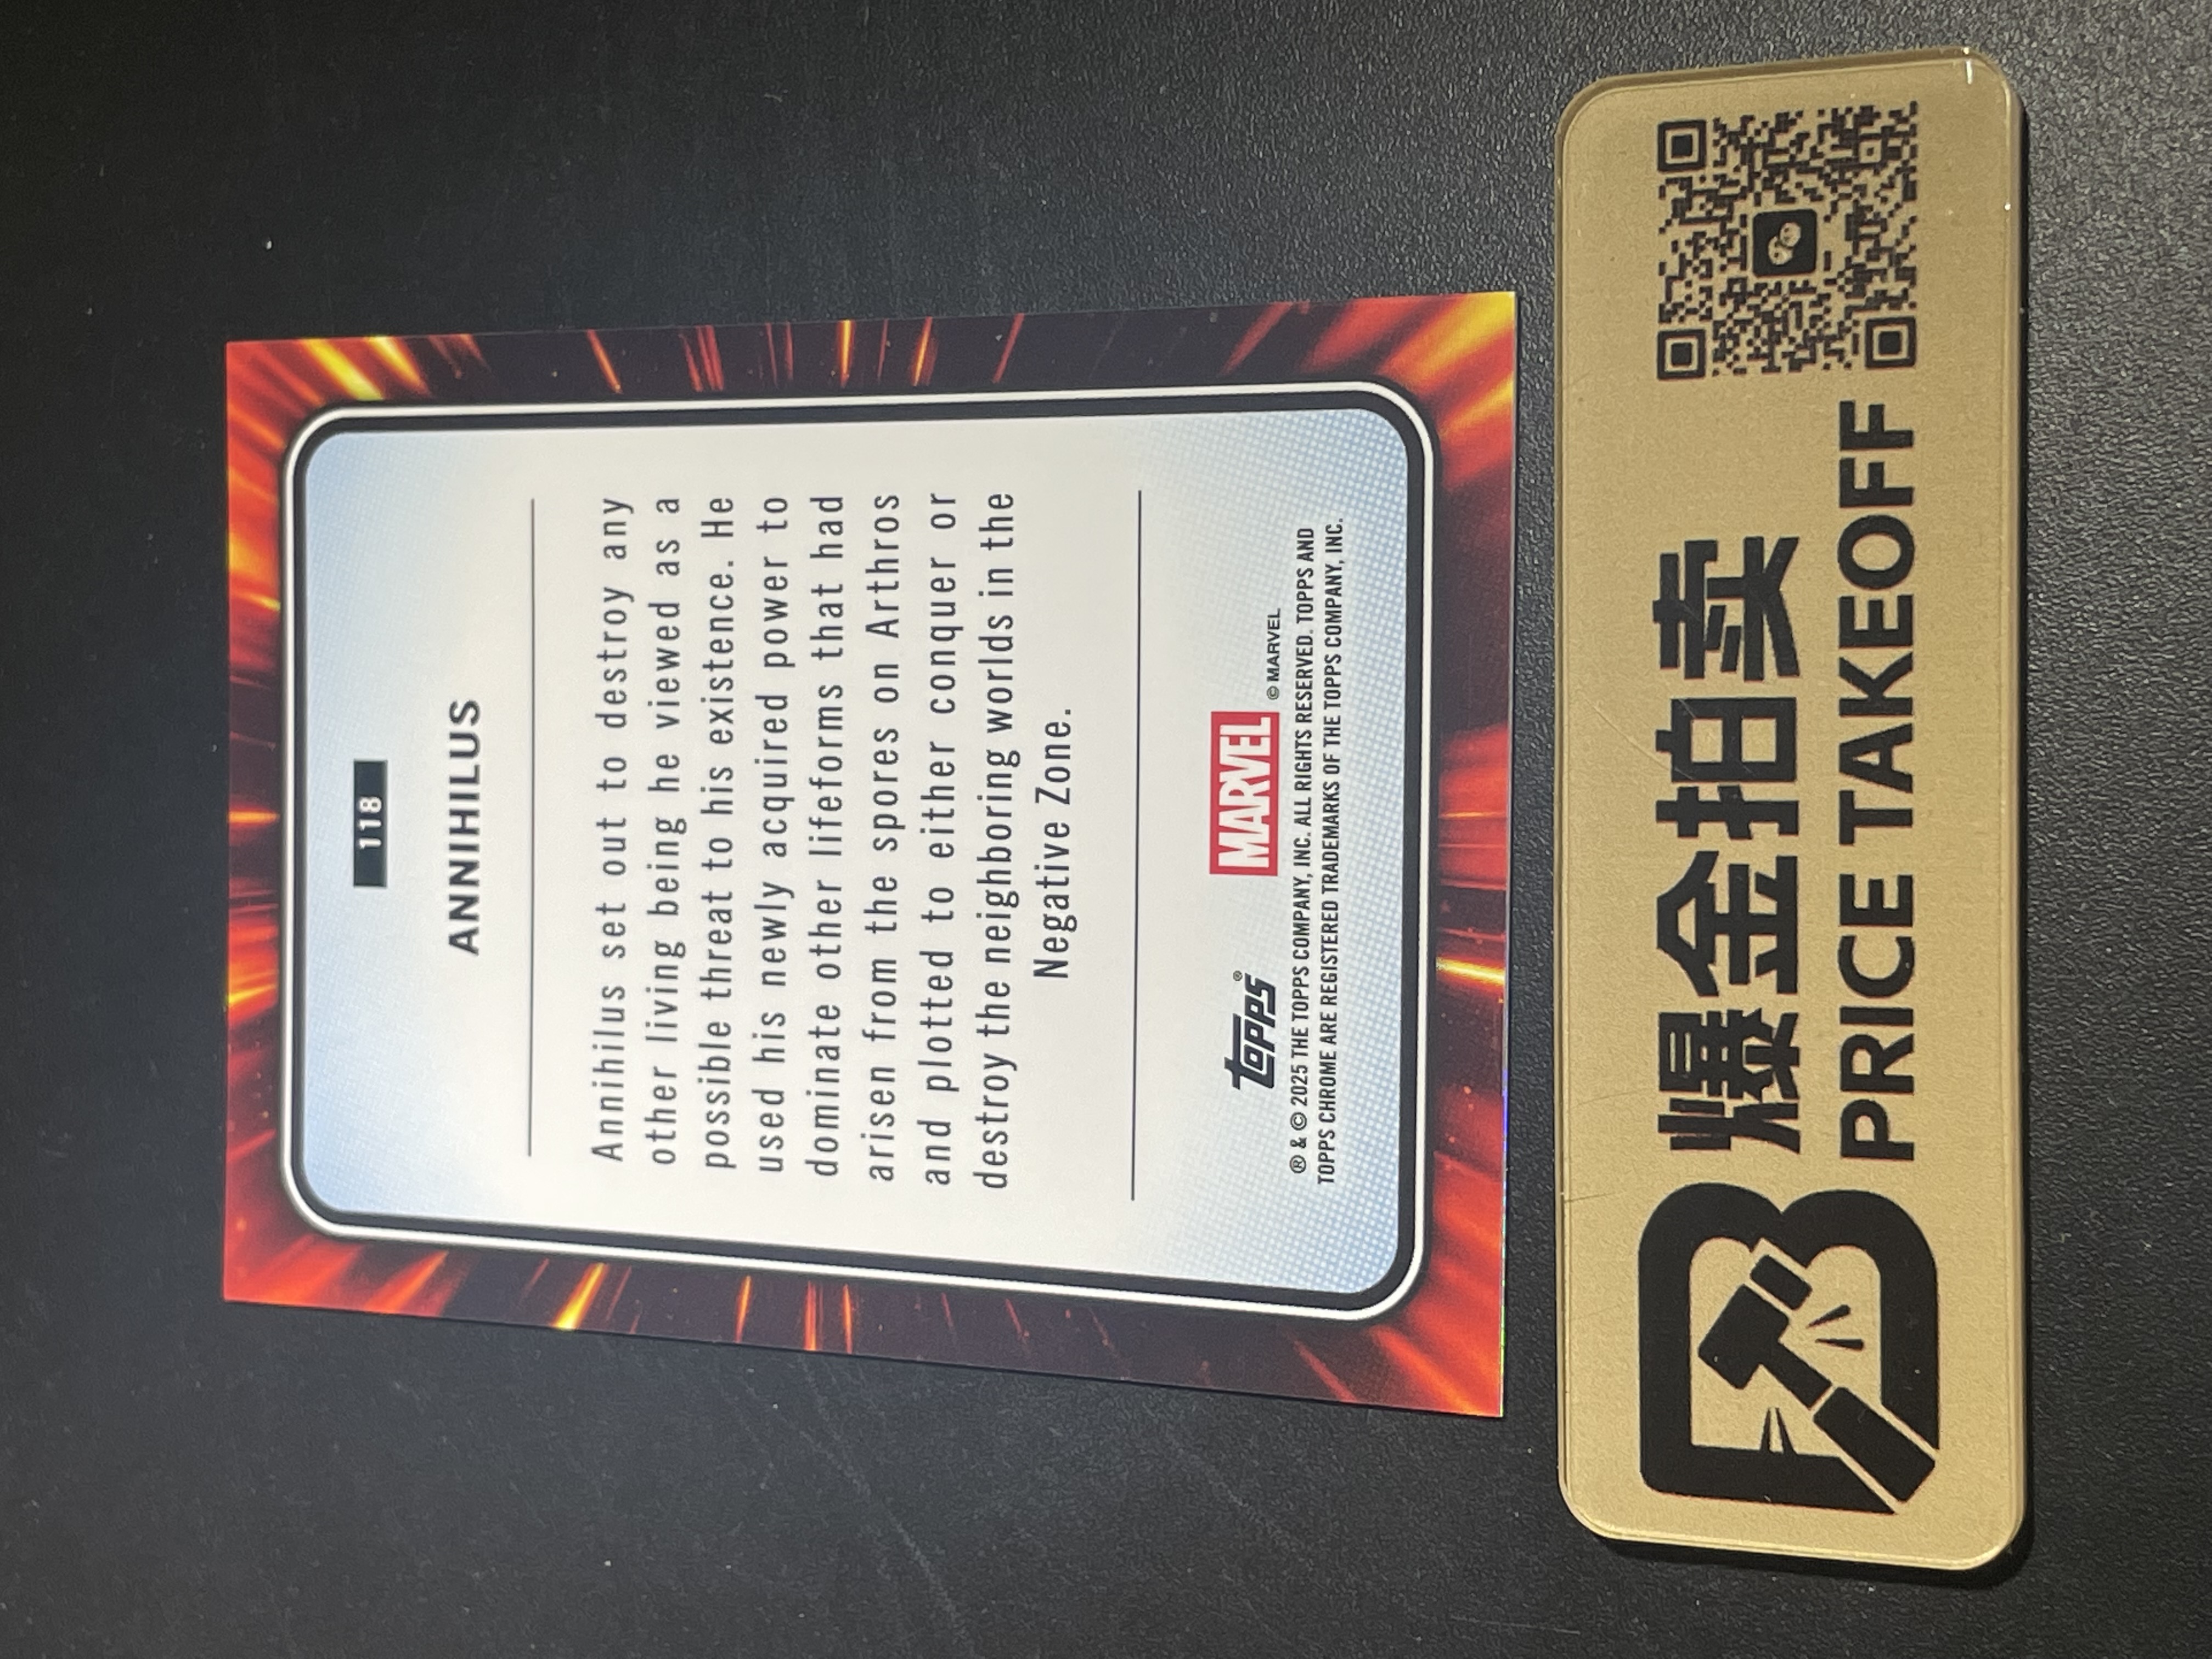 118
ANNIHILUS
Annihilus set out to destroy any
other living being he viewed as a
possible threat to his existence. He
used his newly acquired power to
dominate other lifeforms that had
arisen from the spores on Arthros
and plotted to either conquer or
destroy the neighboring worlds in the
Negative Zone.
topps® MARVEL © MARVEL
® & © 2025 THE TOPPS COMPANY, INC. ALL RIGHTS RESERVED. TOPPS AND
TOPPS CHROME ARE REGISTERED TRADEMARKS OF THE TOPPS COMPANY, INC.
爆金拍卖
PRICE TAKEOFF